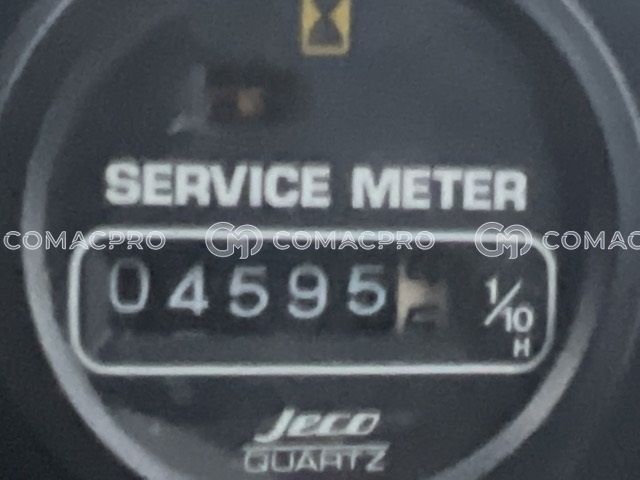 SERVICE METER
COMACPRO COMACPRO COMACPRO
04595 1/10
H
Jeco
QUARTZ